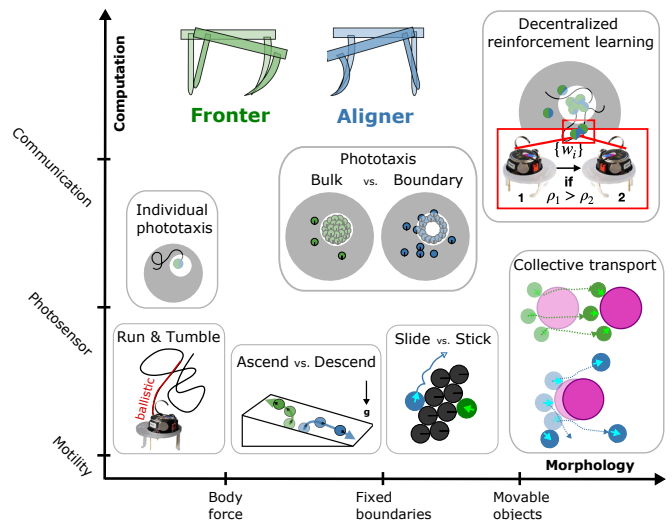 Decentralized
reinforcement learning
{w_i}
if
1 ρ₁ > ρ₂ 2
Computation
Fronter
Aligner
Communication
Phototaxis
Bulk vs. Boundary
Individual
phototaxis
Collective transport
Photosensor
Run & Tumble
ballistic
Ascend vs. Descend
g
Slide vs. Stick
Motility
Morphology
Body
force
Fixed
boundaries
Movable
objects